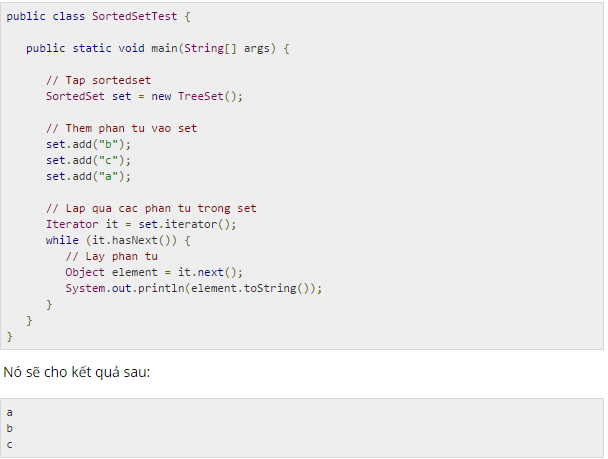 public class SortedSetTest {
public static void main(String[] args) {
// Tap sortedset
SortedSet set = new TreeSet();
// Them phan tu vao set
set.add("b");
set.add("c");
set.add("a");
// Lap qua cac phan tu trong set
Iterator it = set.iterator();
while (it.hasNext()) {
// Lay phan tu
Object element = it.next();
System.out.println(element.toString());
}
}
}
Nó sẽ cho kết quả sau:
a
b
c